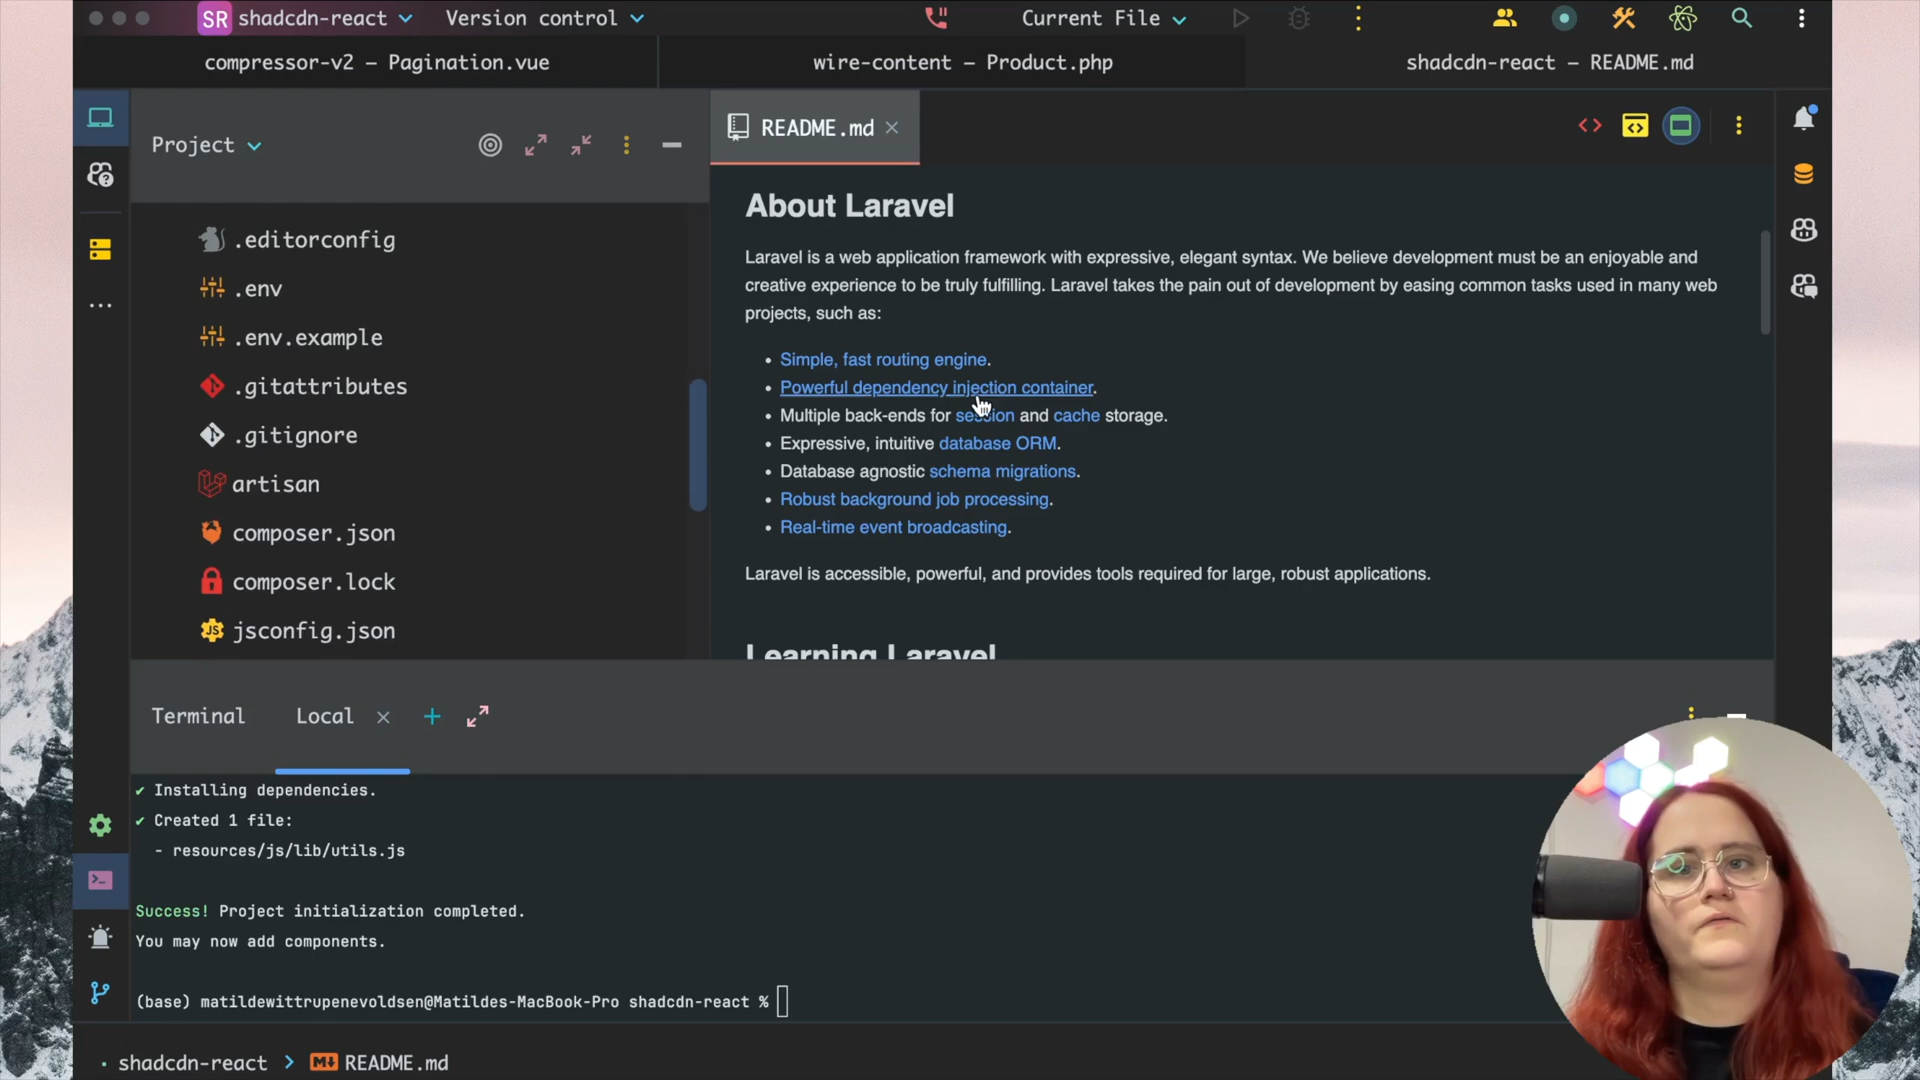 SR shadcdn-react Version control Current File
compressor-v2 – Pagination.vue wire-content – Product.php shadcdn-react – README.md
Project
README.md
.editorconfig
.env
.env.example
.gitattributes
.gitignore
artisan
composer.json
composer.lock
JS jsconfig.json
About Laravel
Laravel is a web application framework with expressive, elegant syntax. We believe development must be an enjoyable and
creative experience to be truly fulfilling. Laravel takes the pain out of development by easing common tasks used in many web
projects, such as:
• Simple, fast routing engine.
• Powerful dependency injection container.
• Multiple back-ends for session and cache storage.
• Expressive, intuitive database ORM.
• Database agnostic schema migrations.
• Robust background job processing.
• Real-time event broadcasting.
Laravel is accessible, powerful, and provides tools required for large, robust applications.
Learning Laravel
Terminal Local
✔ Installing dependencies.
✔ Created 1 file:
- resources/js/lib/utils.js
Success! Project initialization completed.
You may now add components.
(base) matildewittrupenevoldsen@Matildes-MacBook-Pro shadcdn-react %
shadcdn-react > M↓ README.md